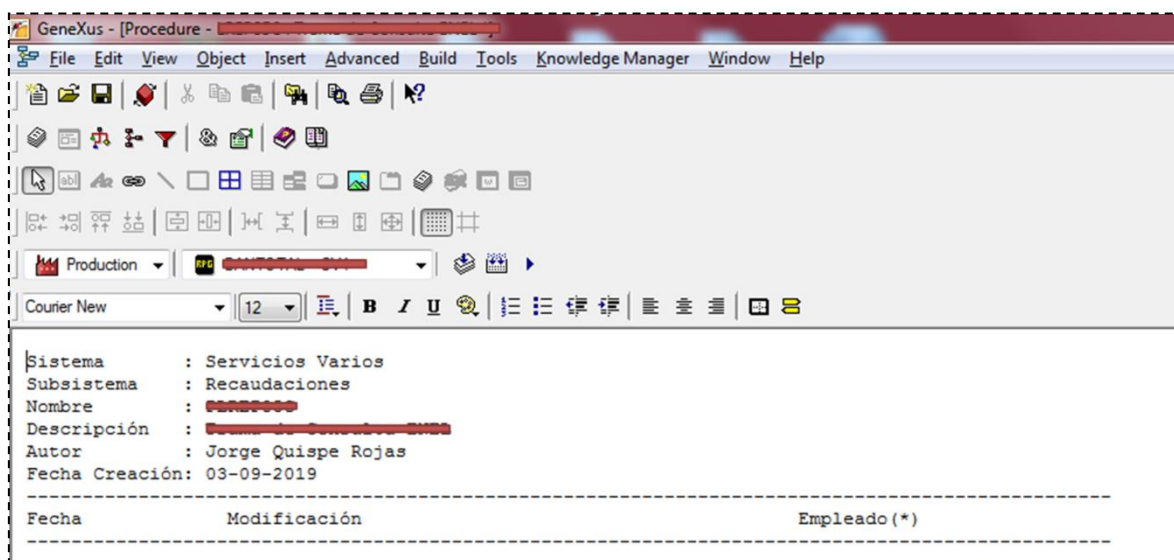 GeneXus - [Procedure -
File Edit View Object Insert Advanced Build Tools Knowledge Manager Window Help
Production RPG
Courier New 12 B I U
Sistema : Servicios Varios
Subsistema : Recaudaciones
Nombre :
Descripción :
Autor : Jorge Quispe Rojas
Fecha Creación: 03-09-2019
--------------------------------------------------------------------------------
Fecha Modificación Empleado(*)
--------------------------------------------------------------------------------